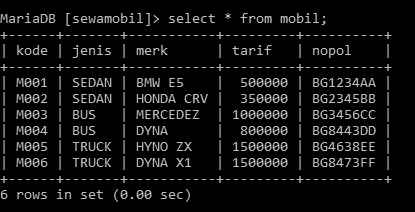 MariaDB [sewamobil]> select * from mobil;
+------+-------+-----------+---------+----------+
| kode | jenis | merk      | tarif   | nopol    |
+------+-------+-----------+---------+----------+
| M001 | SEDAN | BMW E5    |  500000 | BG1234AA |
| M002 | SEDAN | HONDA CRV |  350000 | BG2345BB |
| M003 | BUS   | MERCEDEZ  | 1000000 | BG3456CC |
| M004 | BUS   | DYNA      |  800000 | BG8443DD |
| M005 | TRUCK | HYNO ZX   | 1500000 | BG4638EE |
| M006 | TRUCK | DYNA X1   | 1500000 | BG8473FF |
+------+-------+-----------+---------+----------+
6 rows in set (0.00 sec)